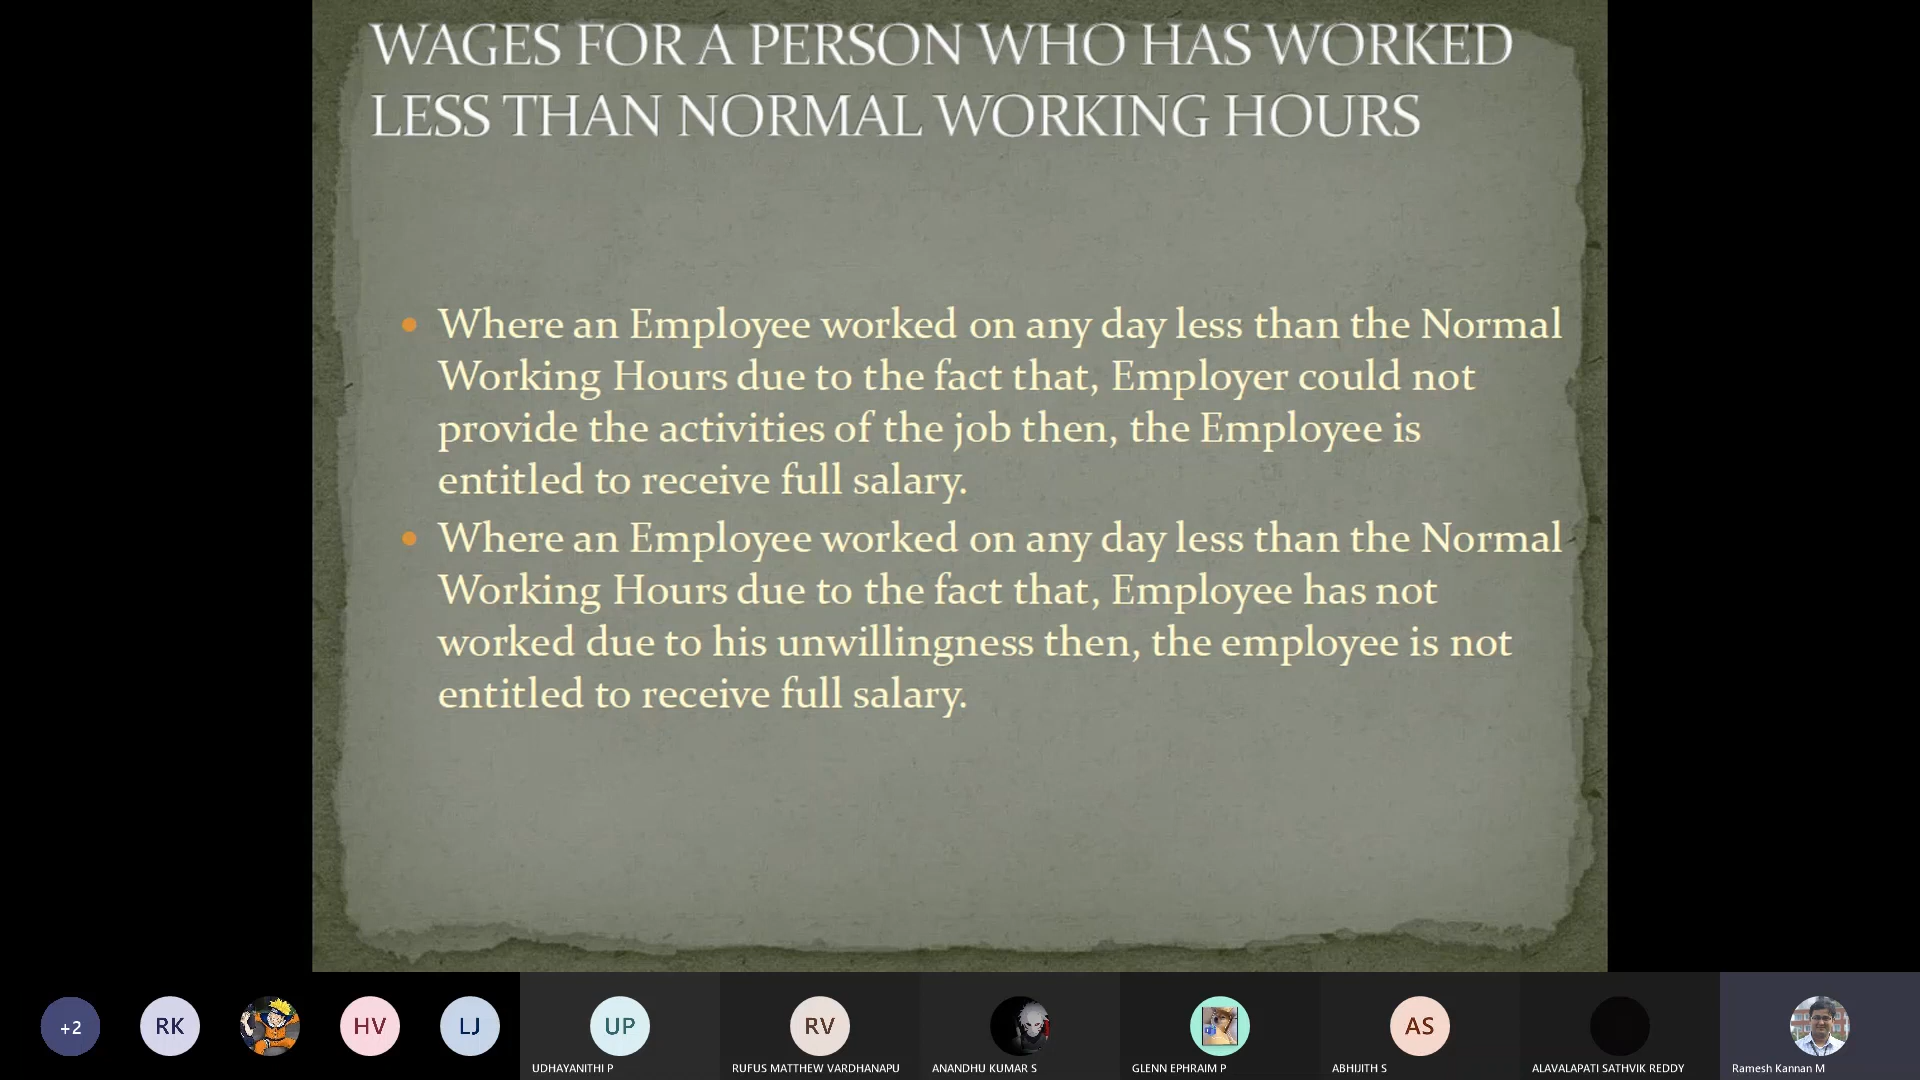 WAGES FOR A PERSON WHO HAS WORKED
LESS THAN NORMAL WORKING HOURS
• Where an Employee worked on any day less than the Normal
Working Hours due to the fact that, Employer could not
provide the activities of the job then, the Employee is
entitled to receive full salary.
• Where an Employee worked on any day less than the Normal
Working Hours due to the fact that, Employee has not
worked due to his unwillingness then, the employee is not
entitled to receive full salary.
+2
RK
HV
LJ
UP
RV
AS
UDHAYANITHI P
RUFUS MATTHEW VARDHANAPU
ANANDHU KUMAR S
GLENN EPHRAIM P
ABHIJITH S
ALAVALAPATI SATHVIK REDDY
Ramesh Kannan M